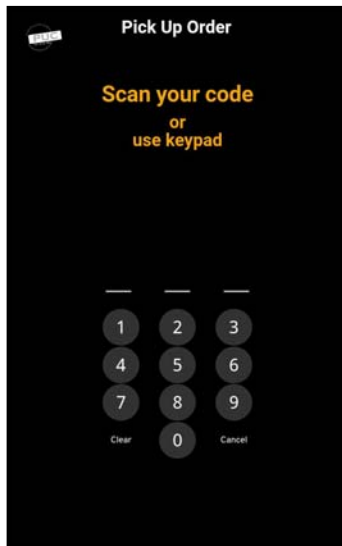 PUC
Pick Up Order
Scan your code
or
use keypad
1 2 3
4 5 6
7 8 9
Clear 0 Cancel